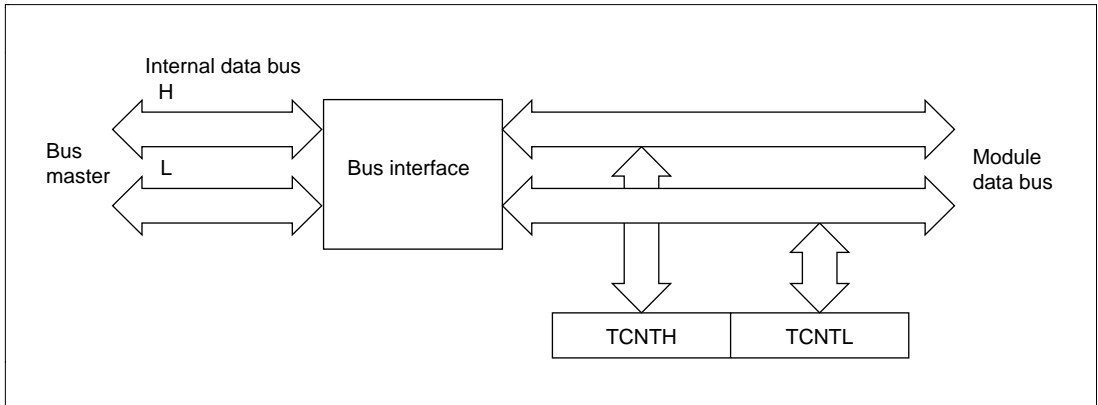 Internal data bus
H
Bus
master
L
Bus interface
Module
data bus
TCNTH
TCNTL